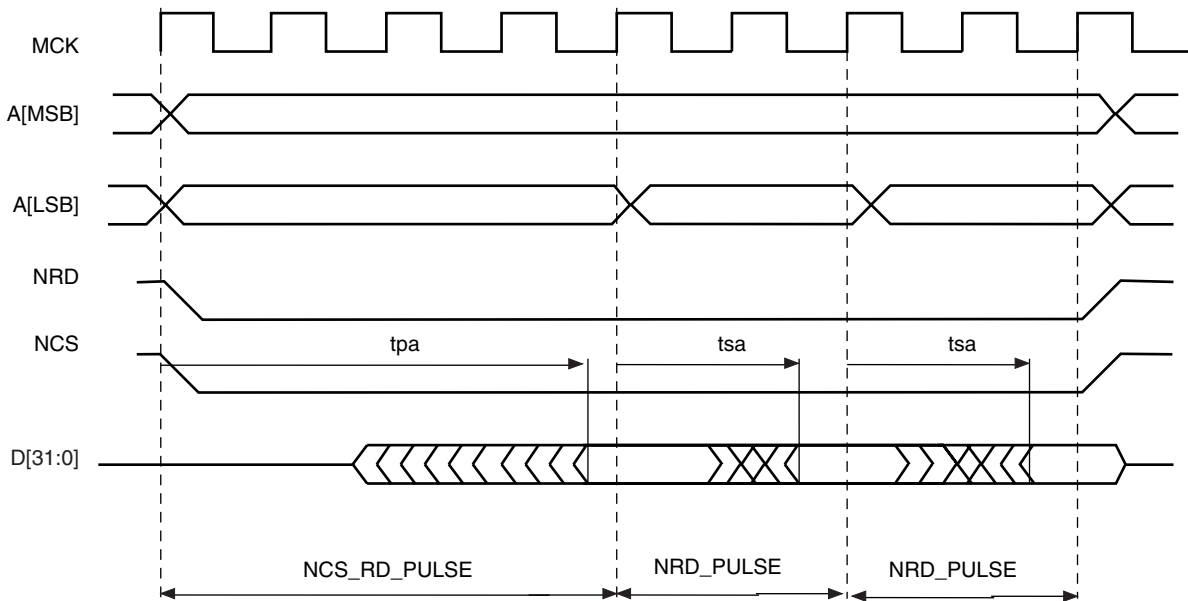 MCK
A[MSB]
A[LSB]
NRD
NCS
tpa tsa tsa
D[31:0]
NCS_RD_PULSE NRD_PULSE NRD_PULSE